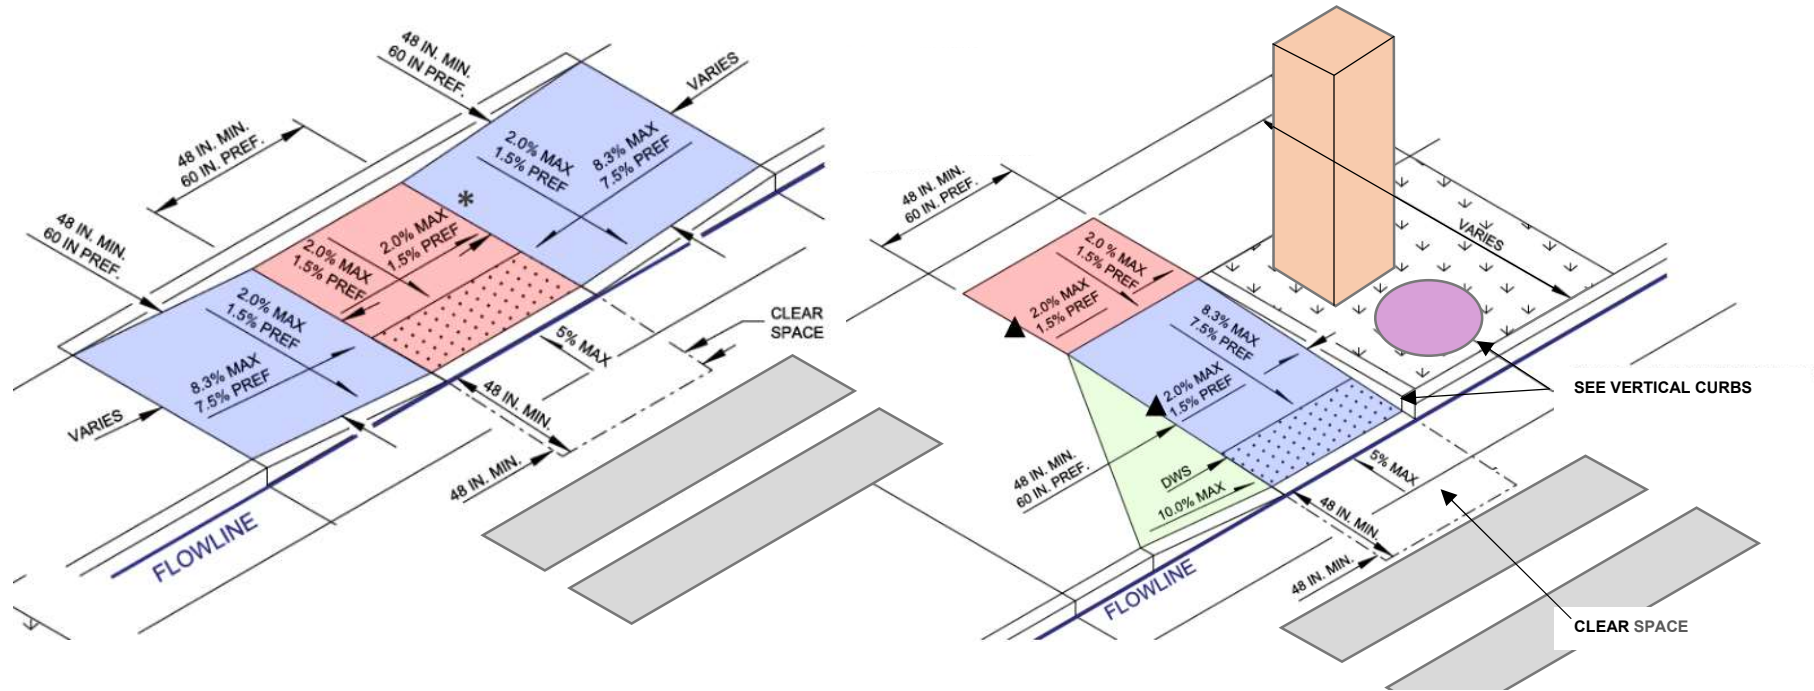 48 IN. MIN.
60 IN PREF.
VARIES
48 IN. MIN.
60 IN. PREF.
2.0% MAX
1.5% PREF
8.3% MAX
7.5% PREF
*
48 IN. MIN.
60 IN PREF.
2.0% MAX
1.5% PREF
2.0% MAX
1.5% PREF
2.0% MAX
1.5% PREF
8.3% MAX
7.5% PREF
VARIES
5% MAX
CLEAR
SPACE
48 IN. MIN.
48 IN. MIN.
FLOWLINE
48 IN. MIN.
60 IN. PREF.
VARIES
2.0 % MAX
1.5% PREF
2.0% MAX
1.5% PREF
8.3% MAX
7.5% PREF
2.0% MAX
1.5% PREF
SEE VERTICAL CURBS
48 IN. MIN.
60 IN. PREF.
DWS
10.0% MAX
5% MAX
48 IN. MIN.
48 IN. MIN.
FLOWLINE
CLEAR SPACE